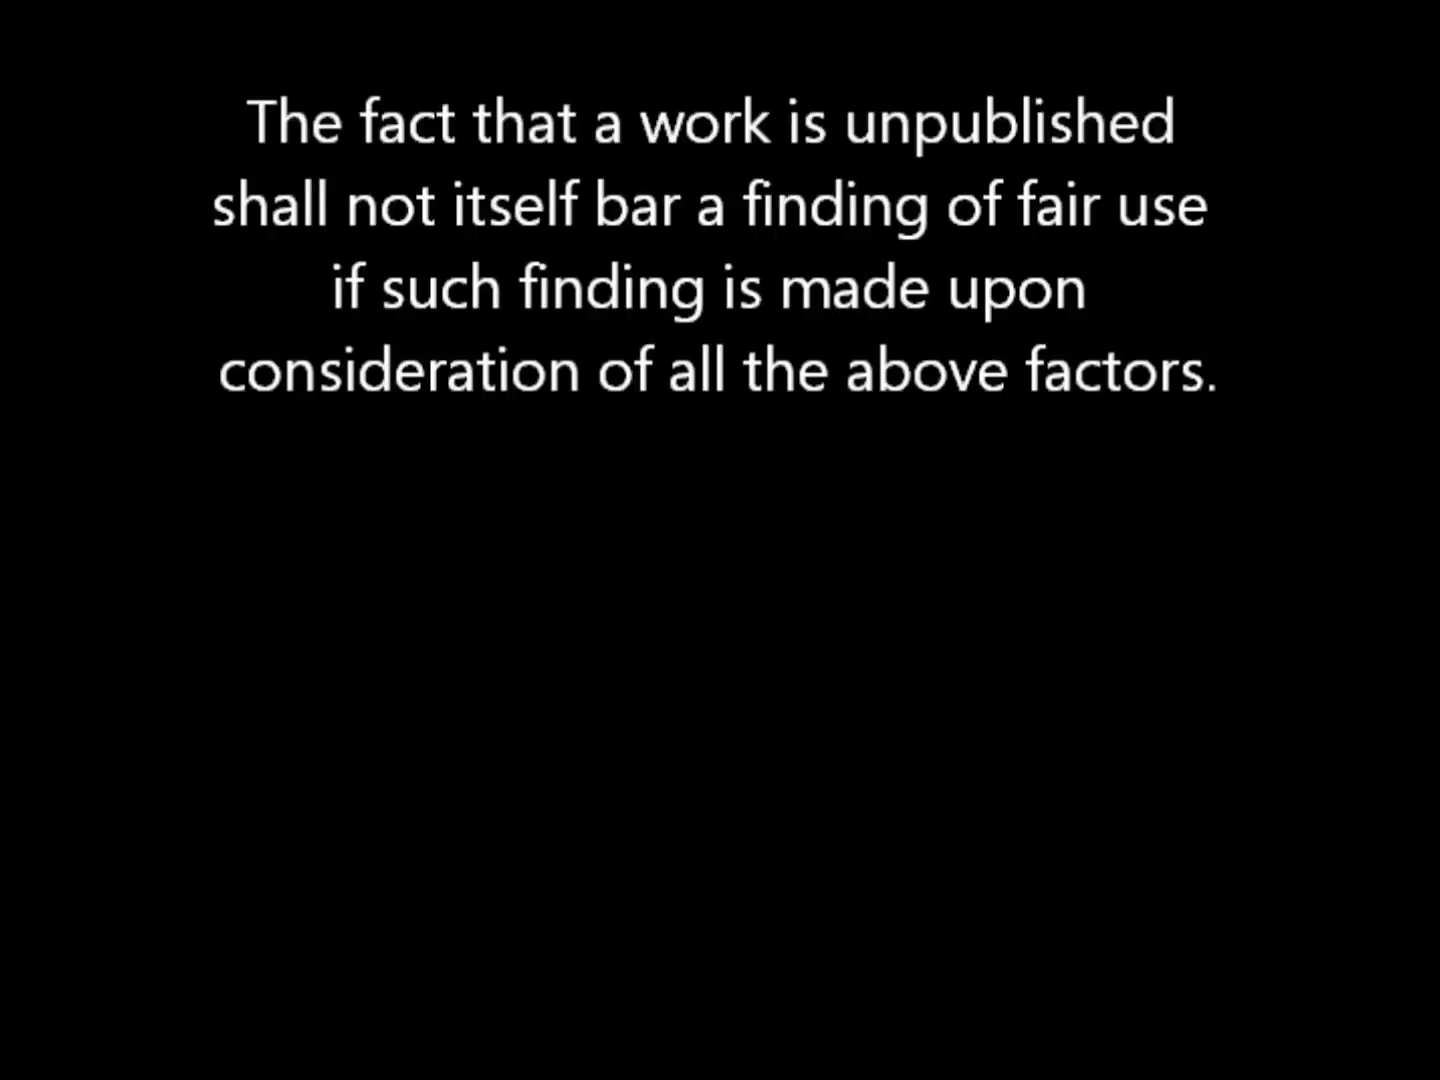 The fact that a work is unpublished
shall not itself bar a finding of fair use
if such finding is made upon
consideration of all the above factors.